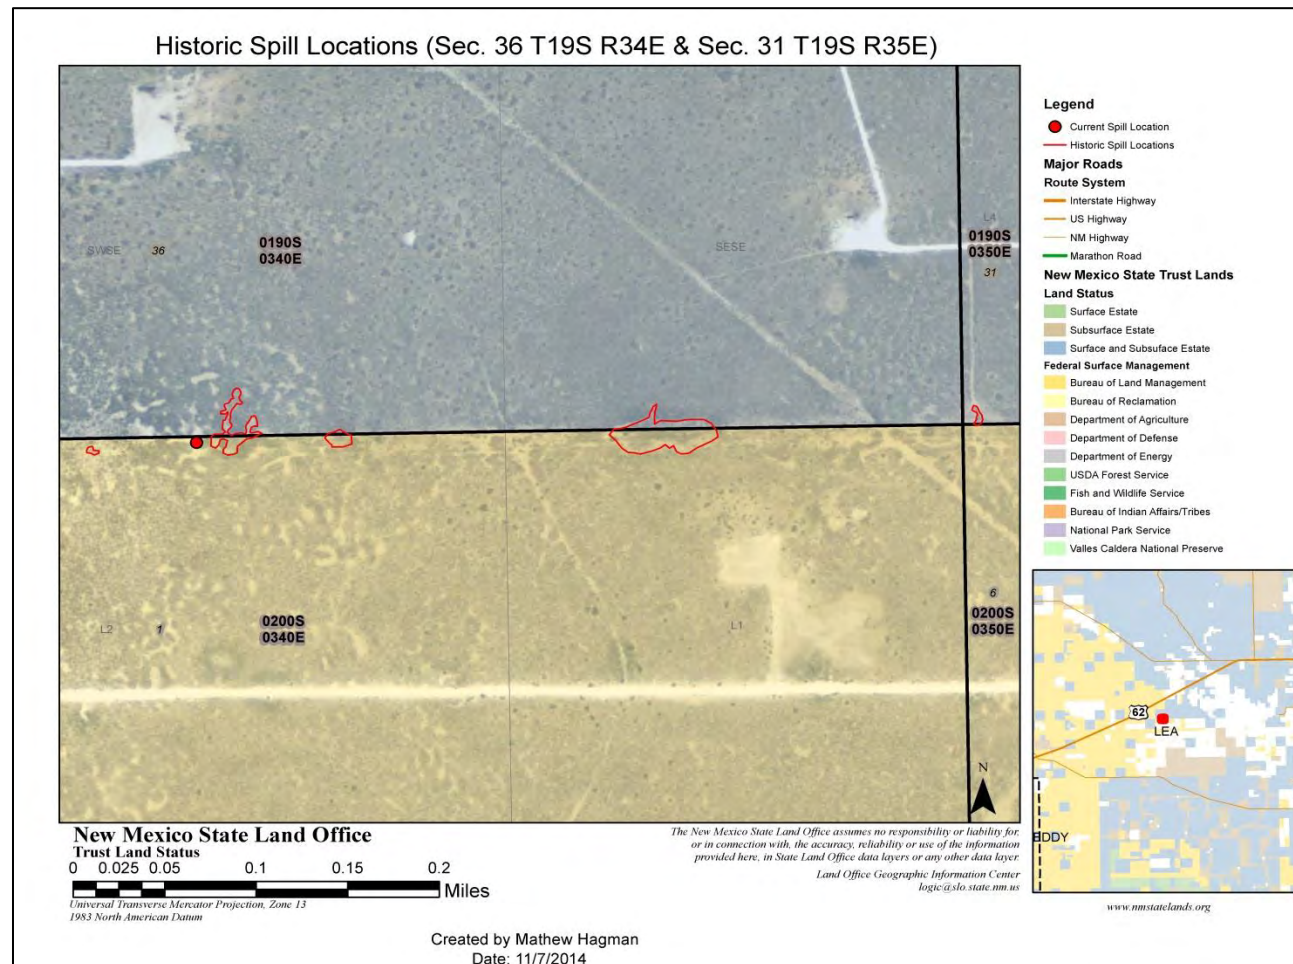 Historic Spill Locations (Sec. 36 T19S R34E & Sec. 31 T19S R35E)
SWSE
36
0190S
0340E
SESE
L4
0190S
0350E
31
L2
1
0200S
0340E
L1
6
0200S
0350E
N
Legend
Current Spill Location
Historic Spill Locations
Major Roads
Route System
Interstate Highway
US Highway
NM Highway
Marathon Road
New Mexico State Trust Lands
Land Status
Surface Estate
Subsurface Estate
Surface and Subsuface Estate
Federal Surface Management
Bureau of Land Management
Bureau of Reclamation
Department of Agriculture
Department of Defense
Department of Energy
USDA Forest Service
Fish and Wildlife Service
Bureau of Indian Affairs/Tribes
National Park Service
Valles Caldera National Preserve
62
LEA
EDDY
www.nmstatelands.org
New Mexico State Land Office
Trust Land Status
0 0.025 0.05 0.1 0.15 0.2
Miles
Universal Transverse Mercator Projection, Zone 13
1983 North American Datum
The New Mexico State Land Office assumes no responsibility or liability for,
or in connection with, the accuracy, reliability or use of the information
provided here, in State Land Office data layers or any other data layer.
Land Office Geographic Information Center
logic@slo.state.nm.us
Created by Mathew Hagman
Date: 11/7/2014